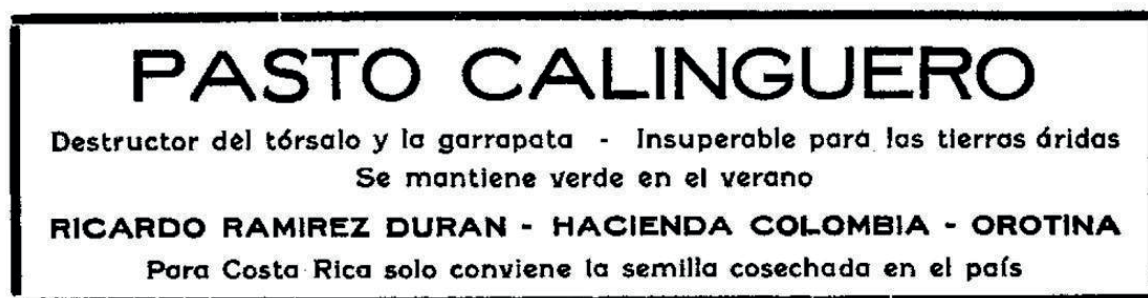 PASTO CALINGUERO
Destructor del tórsalo y la garrapata - Insuperable para las tierras áridas
Se mantiene verde en el verano
RICARDO RAMIREZ DURAN - HACIENDA COLOMBIA - OROTINA
Para Costa Rica solo conviene la semilla cosechada en el país